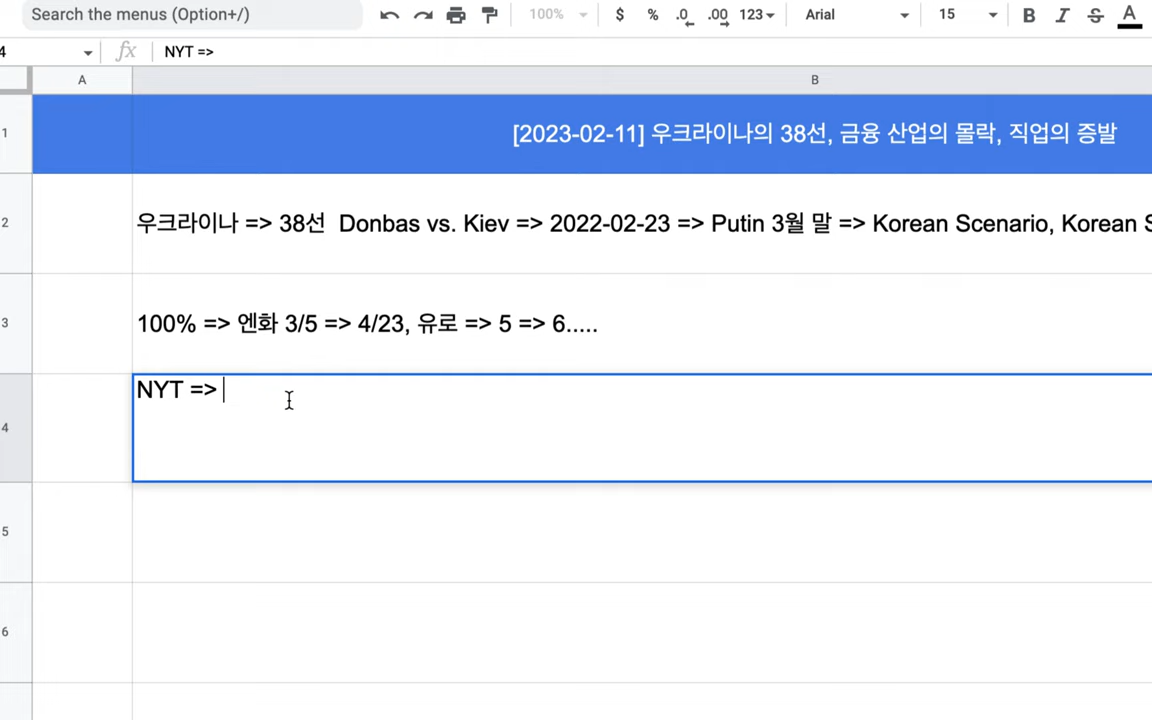 Search the menus (Option+/) 100% $ % .0 .00 123 Arial 15 B I S A
4 fx NYT =>
A B
1 [2023-02-11] 우크라이나의 38선, 금융 산업의 몰락, 직업의 증발
2 우크라이나 => 38선 Donbas vs. Kiev => 2022-02-23 => Putin 3월 말 => Korean Scenario, Korean S
3 100% => 엔화 3/5 => 4/23, 유로 => 5 => 6.....
4 NYT =>
5
6